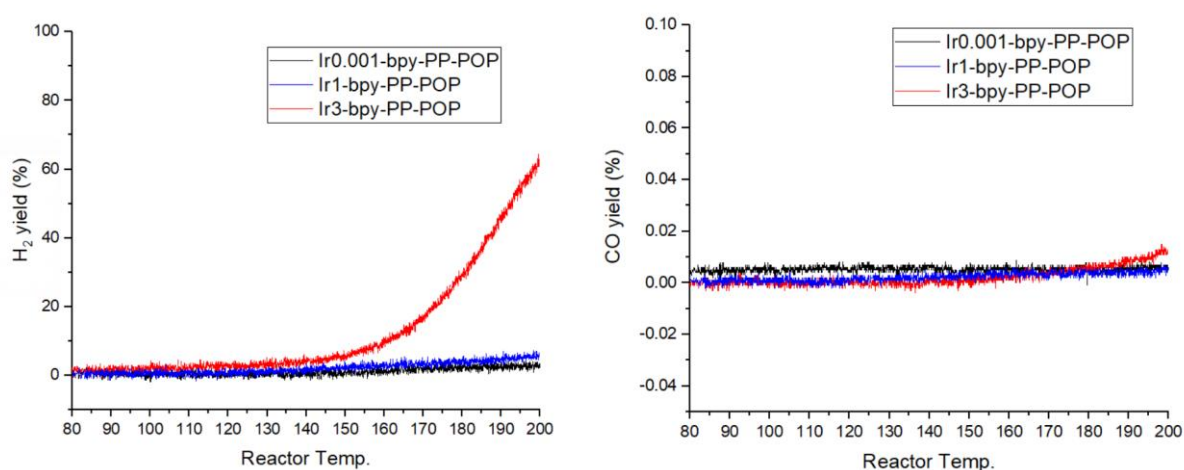 100
80
60
40
20
0
H₂ yield (%)
Ir0.001-bpy-PP-POP
Ir1-bpy-PP-POP
Ir3-bpy-PP-POP
80 90 100 110 120 130 140 150 160 170 180 190 200
Reactor Temp.
0.10
0.08
0.06
0.04
0.02
0.00
-0.02
-0.04
CO yield (%)
Ir0.001-bpy-PP-POP
Ir1-bpy-PP-POP
Ir3-bpy-PP-POP
80 90 100 110 120 130 140 150 160 170 180 190 200
Reactor Temp.